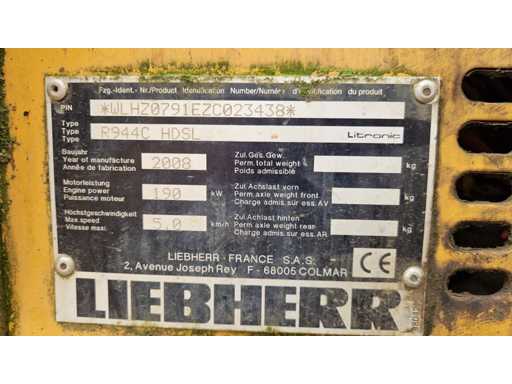 Fzg.-Ident.-Nr./Product Identification Number/Numéro d'identification du produit
PIN *WLHZ0791EZC023438*
Type
Type R944C HDSL Litronic
Type
Baujahr
Year of manufacture 2008
Année de fabrication
Zul. Ges. Gew.
Perm. total weight kg
Poids admissible
Motorleistung
Engine power 190 kW
Puissance moteur
Zul. Achslast vorn
Perm. axle weight front kg
Charge admis. sur ess. AV
Höchstgeschwindigkeit
Max. speed 5.0 km/h
Vitesse maxi.
Zul. Achslast hinten
Perm. axle weight rear kg
Charge admis. sur ess. AR
LIEBHERR - FRANCE S.A.S.
2, Avenue Joseph Rey F - 68005 COLMAR
CE
LIEBHERR